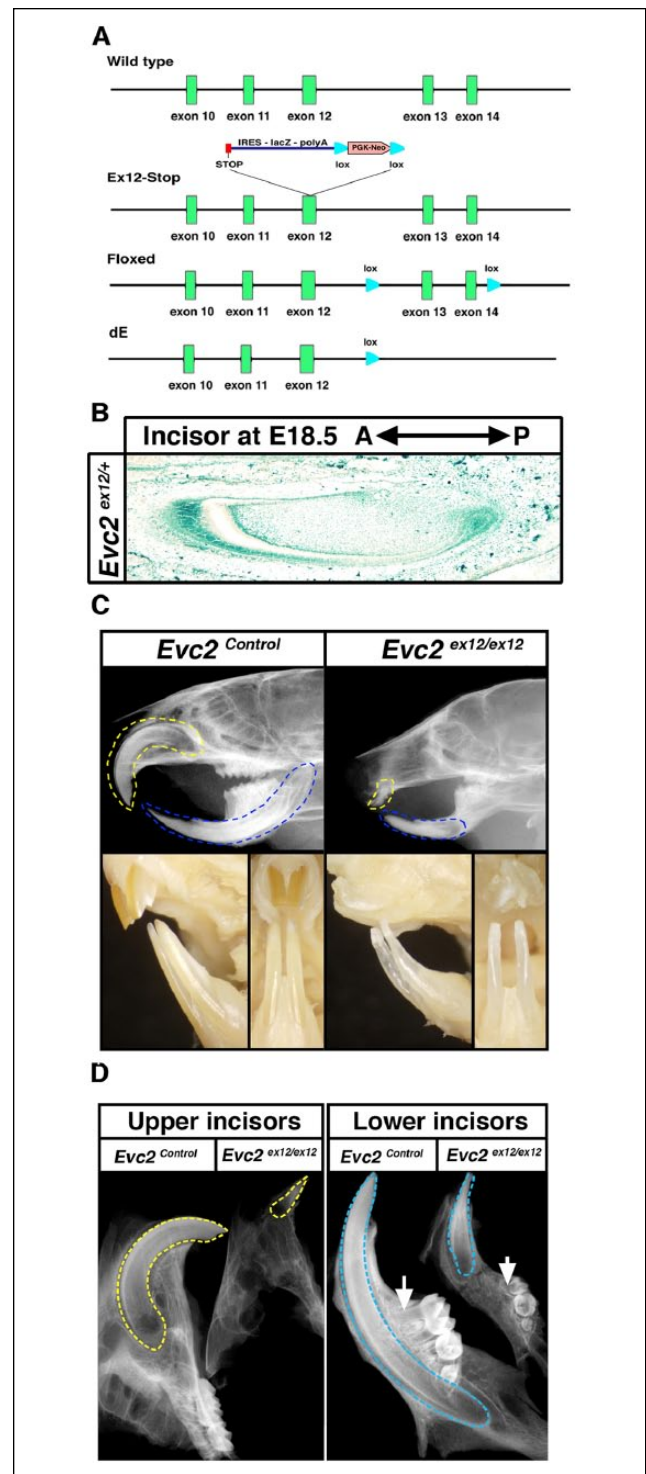 A
Wild type
exon 10 exon 11 exon 12 exon 13 exon 14
IRES - lacZ - polyA PGK-Neo
STOP lox lox
Ex12-Stop
exon 10 exon 11 exon 12 exon 13 exon 14
Floxed lox lox
exon 10 exon 11 exon 12 exon 13 exon 14
dE lox
exon 10 exon 11 exon 12
B
Incisor at E18.5 A P
Evc2 ex12/+
C
Evc2 Control Evc2 ex12/ex12
D
Upper incisors Lower incisors
Evc2 Control Evc2 ex12/ex12 Evc2 Control Evc2 ex12/ex12